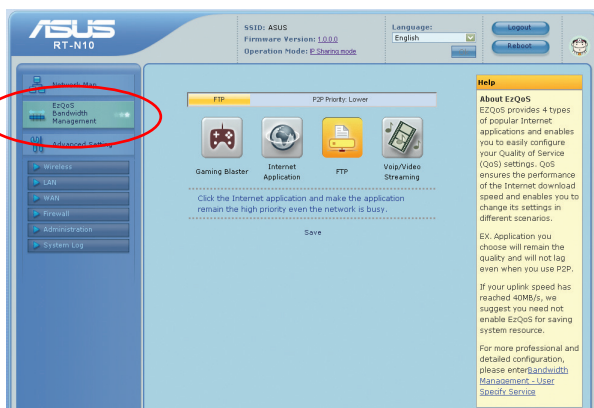 ASUS
RT-N10
SSID: ASUS
Firmware Version: 1.0.0.0
Operation Mode: IP Sharing mode
Language:
English
Logout
Reboot
Network Map
EzQoS
Bandwidth
Management
Advanced Setting
Wireless
LAN
WAN
Firewall
Administration
System Log
FTP
P2P Priority: Lower
Gaming Blaster
Internet
Application
FTP
Voip/Video
Streaming
Click the Internet application and make the application
remain the high priority even the network is busy.
Save
Help
About EzQoS
EZQoS provides 4 types
of popular Internet
applications and enables
you to easily configure
your Quality of Service
(QoS) settings. QoS
ensures the performance
of the Internet download
speed and enables you to
change its settings in
different scenarios.
EX. Application you
choose will remain the
quality and will not lag
even when you use P2P.
If your uplink speed has
reached 40MB/s, we
suggest you need not
enable EzQoS for saving
system resource.
For more professional and
detailed configuration,
please enterBandwidth
Management - User
Specify Service